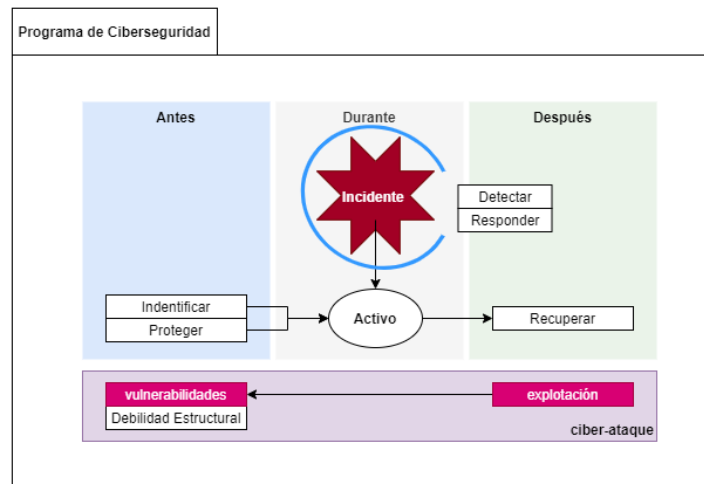 Programa de Ciberseguridad
Antes
Durante
Después
Incidente
Detectar
Responder
Indentificar
Proteger
Activo
Recuperar
vulnerabilidades
explotación
Debilidad Estructural
ciber-ataque